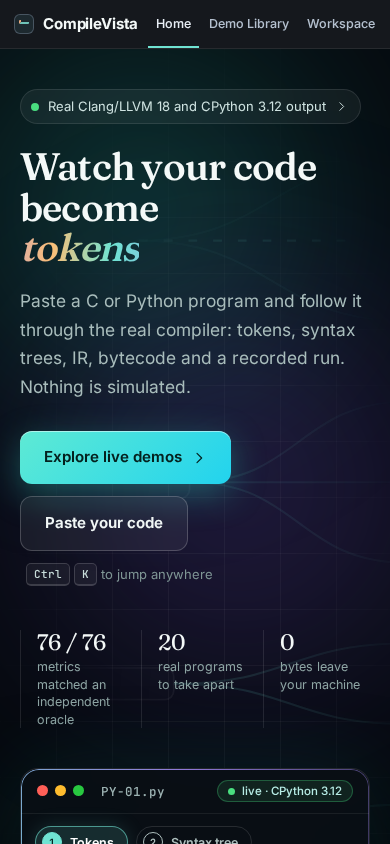 CompileVista Home Demo Library Workspace
Real Clang/LLVM 18 and CPython 3.12 output
Watch your code
become
tokens
Paste a C or Python program and follow it
through the real compiler: tokens, syntax
trees, IR, bytecode and a recorded run.
Nothing is simulated.
Explore live demos
Paste your code
Ctrl K to jump anywhere
76 / 76
metrics
matched an
independent
oracle
20
real programs
to take apart
0
bytes leave
your machine
PY-01.py live · CPython 3.12
1 Tokens 2 Syntax tree